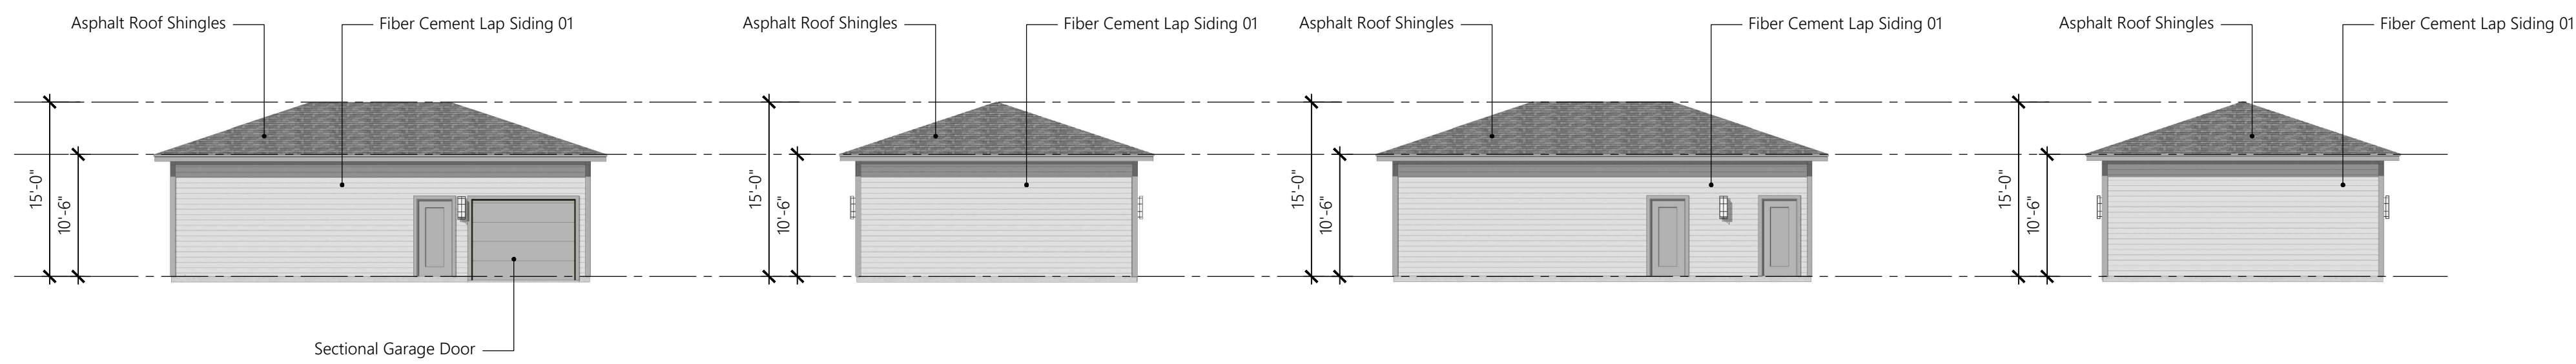 Asphalt Roof Shingles
Fiber Cement Lap Siding 01
Asphalt Roof Shingles
Fiber Cement Lap Siding 01
Asphalt Roof Shingles
Fiber Cement Lap Siding 01
Asphalt Roof Shingles
Fiber Cement Lap Siding 01
15'-0"
10'-6"
15'-0"
10'-6"
15'-0"
10'-6"
15'-0"
10'-6"
Sectional Garage Door